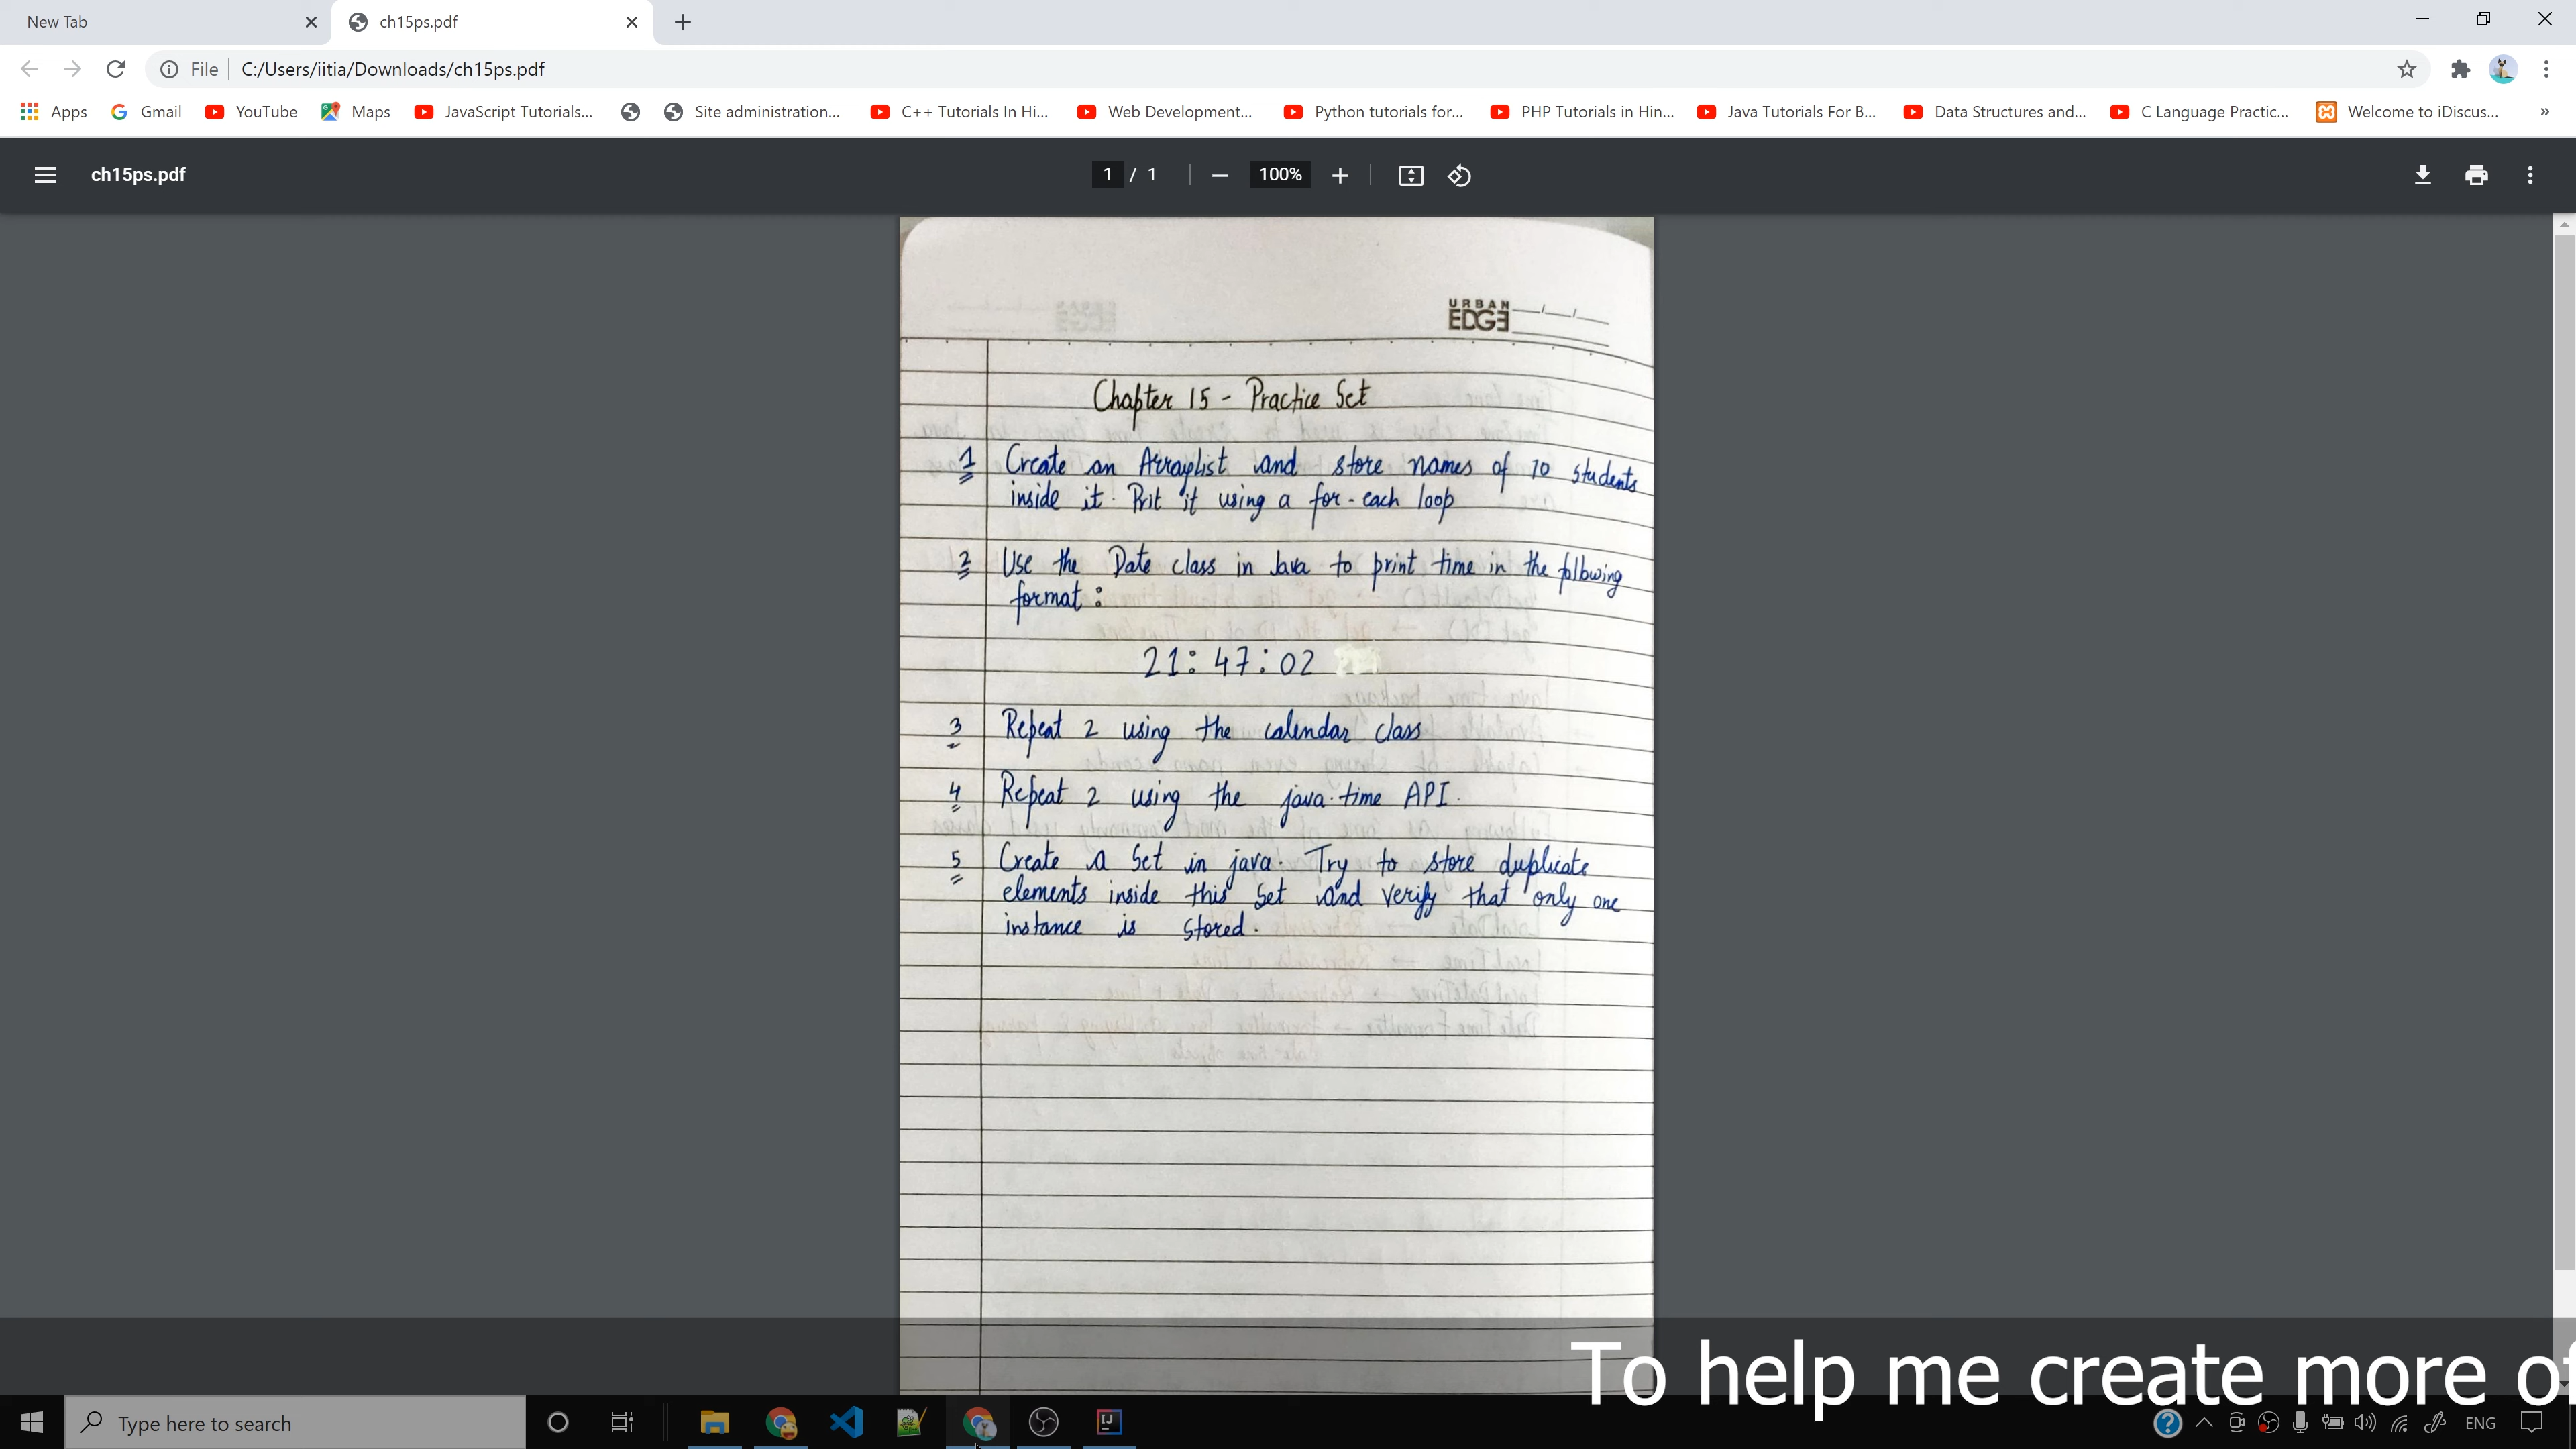 New Tab
ch15ps.pdf
File
C:/Users/iitia/Downloads/ch15ps.pdf
Apps
Gmail
YouTube
Maps
JavaScript Tutorials...
Site administration...
C++ Tutorials In Hi...
Web Development...
Python tutorials for...
PHP Tutorials in Hin...
Java Tutorials For B...
Data Structures and...
C Language Practic...
Welcome to iDiscus...
»
ch15ps.pdf
1 / 1
100%
URBAN
EDGE
Chapter 15 - Practice Set
1 Create an Arraylist and store names of 10 students
inside it. Prit it using a for-each loop
2 Use the Date class in Java to print time in the following
format :
21:47:02
3 Repeat 2 using the calendar class
4 Repeat 2 using the java.time API.
5 Create a Set in java. Try to store duplicate
elements inside this Set and verify that only one
instance is stored.
To help me create more of
Type here to search
ENG